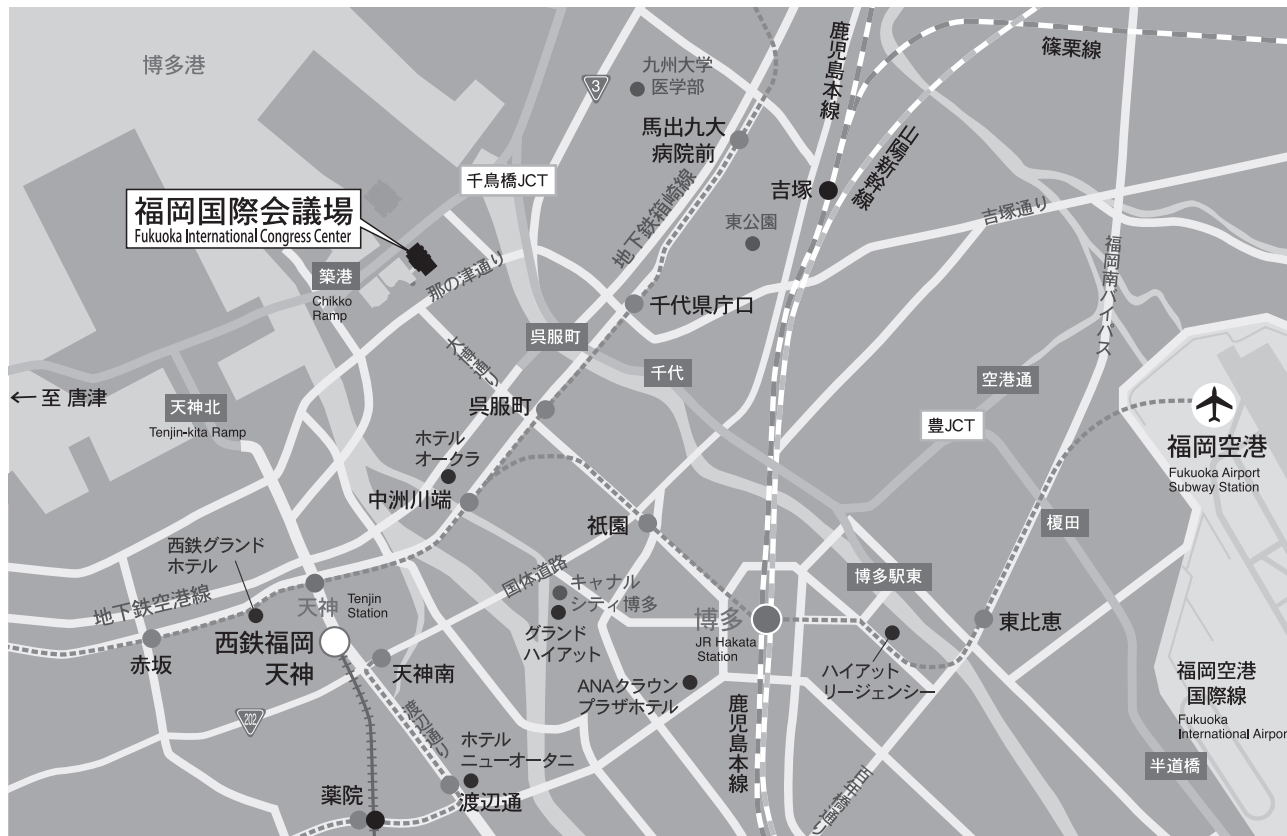 博多港
九州大学
医学部
3
馬出九大
病院前
鹿児島本線
篠栗線
山陽新幹線
千鳥橋JCT
吉塚
吉塚通り
福岡国際会議場
Fukuoka International Congress Center
東公園
地下鉄箱崎線
福岡南バイパス
築港
Chikko
Ramp
那の津通り
千代県庁口
呉服町
大博通り
千代
空港通
← 至 唐津
天神北
Tenjin-kita Ramp
呉服町
豊JCT
福岡空港
Fukuoka Airport
Subway Station
ホテル
オークラ
中洲川端
祇園
榎田
西鉄グランド
ホテル
国体道路
キャナル
シティ博多
博多駅東
地下鉄空港線
天神
Tenjin
Station
グランド
ハイアット
博多
JR Hakata
Station
東比恵
赤坂
西鉄福岡
天神
天神南
ANAクラウン
プラザホテル
ハイアット
リージェンシー
福岡空港
国際線
Fukuoka
International Airport
202
渡辺通り
ホテル
ニューオータニ
鹿児島本線
半道橋
薬院
渡辺通
百年橋通り